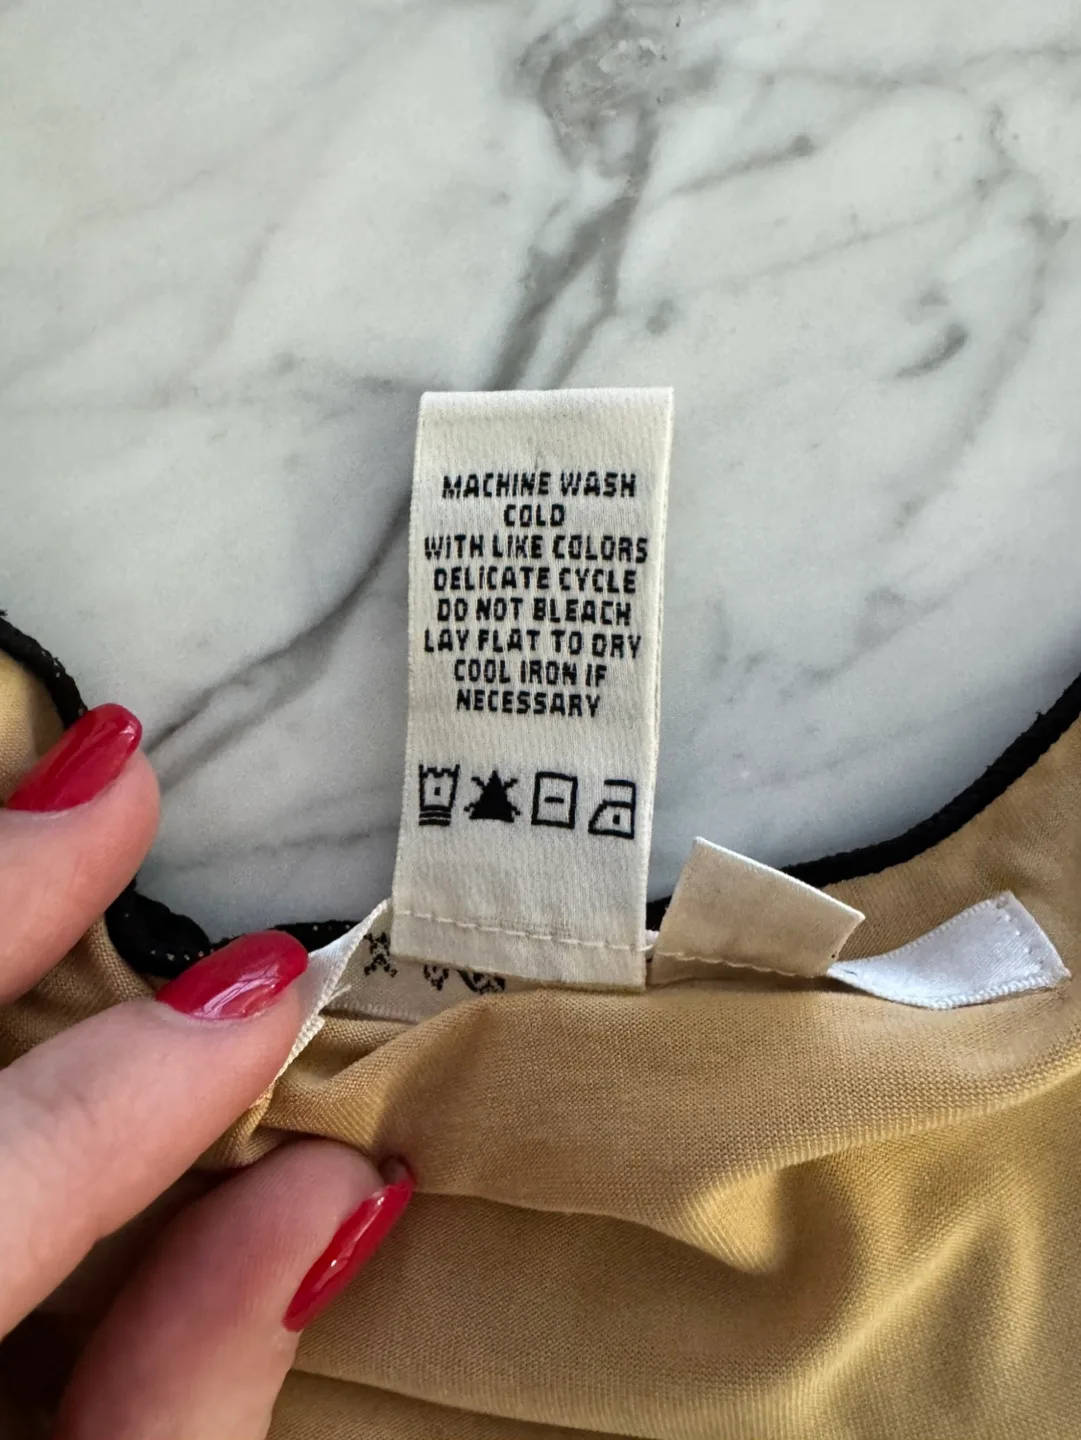 MACHINE WASH
COLD
WITH LIKE COLORS
DELICATE CYCLE
DO NOT BLEACH
LAY FLAT TO DRY
COOL IRON IF
NECESSARY